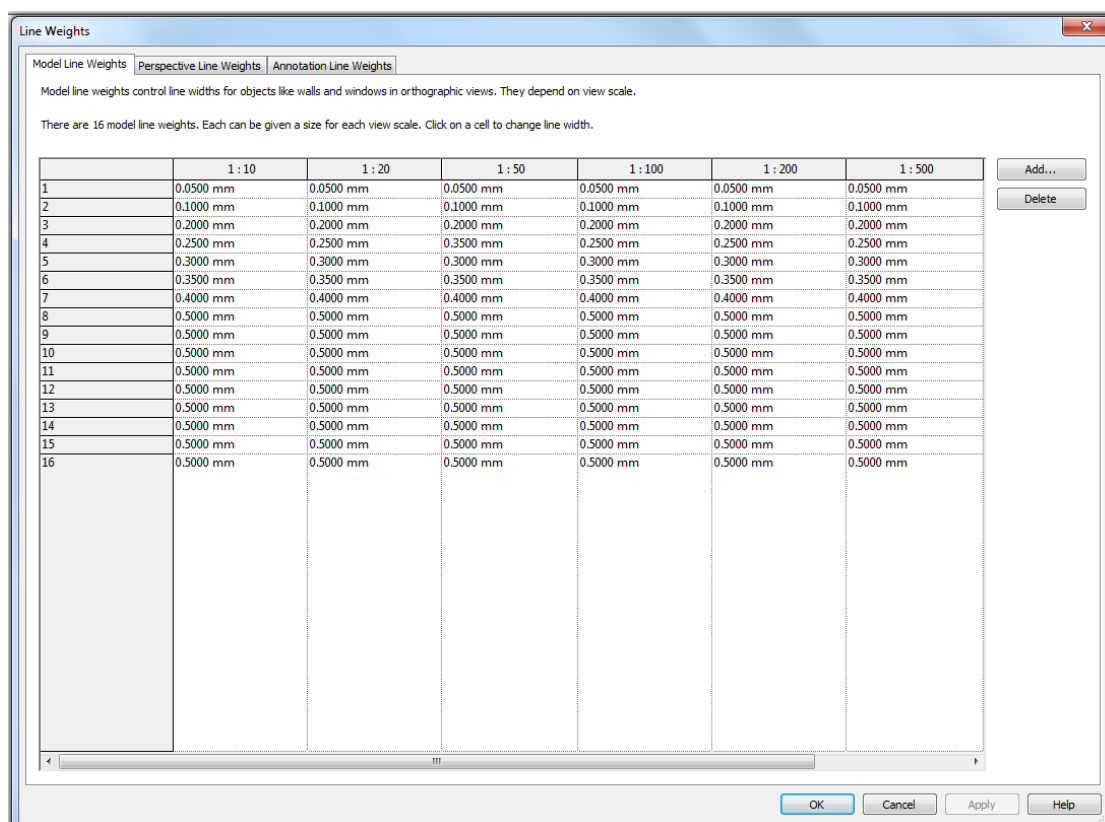 Line Weights
Model Line Weights Perspective Line Weights Annotation Line Weights
Model line weights control line widths for objects like walls and windows in orthographic views. They depend on view scale.
There are 16 model line weights. Each can be given a size for each view scale. Click on a cell to change line width.
1 : 10 1 : 20 1 : 50 1 : 100 1 : 200 1 : 500 Add...
1 0.0500 mm 0.0500 mm 0.0500 mm 0.0500 mm 0.0500 mm 0.0500 mm
2 0.1000 mm 0.1000 mm 0.1000 mm 0.1000 mm 0.1000 mm 0.1000 mm Delete
3 0.2000 mm 0.2000 mm 0.2000 mm 0.2000 mm 0.2000 mm 0.2000 mm
4 0.2500 mm 0.2500 mm 0.3500 mm 0.2500 mm 0.2500 mm 0.2500 mm
5 0.3000 mm 0.3000 mm 0.3000 mm 0.3000 mm 0.3000 mm 0.3000 mm
6 0.3500 mm 0.3500 mm 0.3500 mm 0.3500 mm 0.3500 mm 0.3500 mm
7 0.4000 mm 0.4000 mm 0.4000 mm 0.4000 mm 0.4000 mm 0.4000 mm
8 0.5000 mm 0.5000 mm 0.5000 mm 0.5000 mm 0.5000 mm 0.5000 mm
9 0.5000 mm 0.5000 mm 0.5000 mm 0.5000 mm 0.5000 mm 0.5000 mm
10 0.5000 mm 0.5000 mm 0.5000 mm 0.5000 mm 0.5000 mm 0.5000 mm
11 0.5000 mm 0.5000 mm 0.5000 mm 0.5000 mm 0.5000 mm 0.5000 mm
12 0.5000 mm 0.5000 mm 0.5000 mm 0.5000 mm 0.5000 mm 0.5000 mm
13 0.5000 mm 0.5000 mm 0.5000 mm 0.5000 mm 0.5000 mm 0.5000 mm
14 0.5000 mm 0.5000 mm 0.5000 mm 0.5000 mm 0.5000 mm 0.5000 mm
15 0.5000 mm 0.5000 mm 0.5000 mm 0.5000 mm 0.5000 mm 0.5000 mm
16 0.5000 mm 0.5000 mm 0.5000 mm 0.5000 mm 0.5000 mm 0.5000 mm
OK Cancel Apply Help